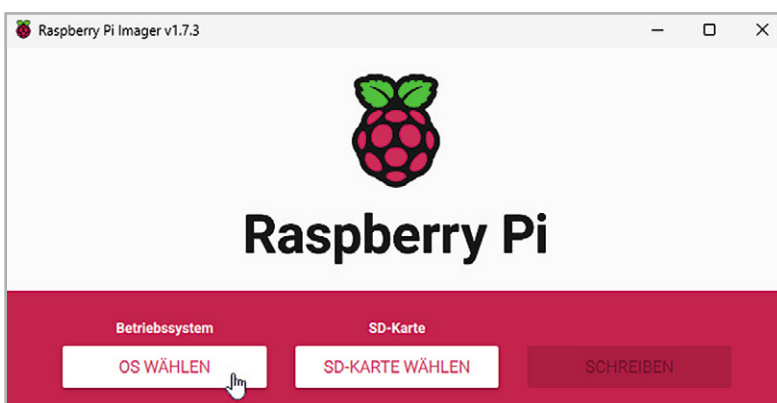 Raspberry Pi Imager v1.7.3
Raspberry Pi
Betriebssystem
SD-Karte
OS WÄHLEN
SD-KARTE WÄHLEN
SCHREIBEN